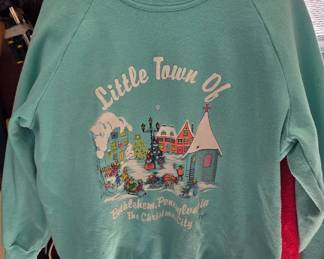 Little Town Of
Bethlehem, Pennsylvania
The Christmas City